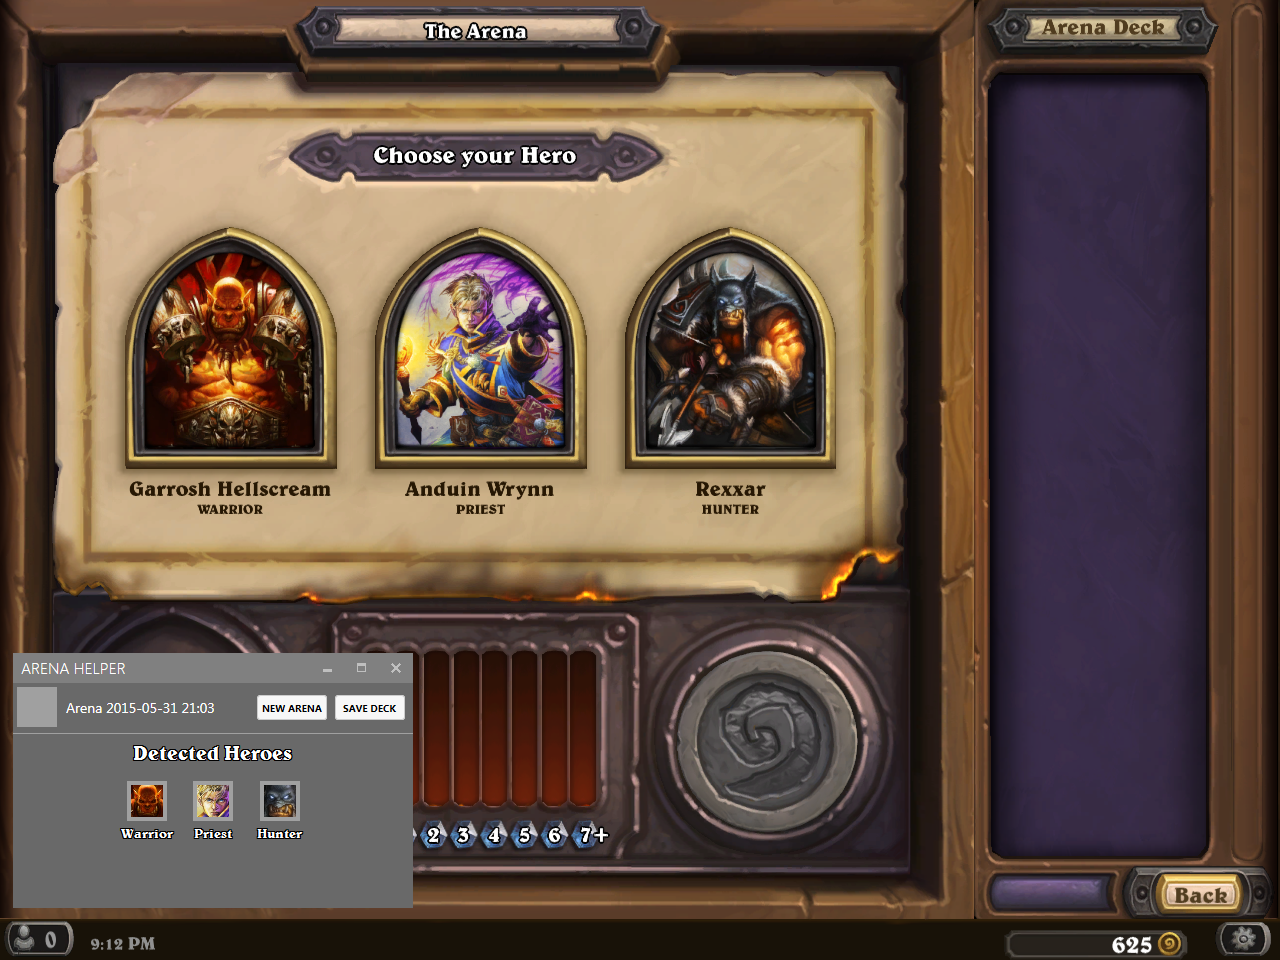 The Arena
Arena Deck
Choose your Hero
Garrosh Hellscream
WARRIOR
Anduin Wrynn
PRIEST
Rexxar
HUNTER
ARENA HELPER
Arena 2015-05-31 21:03
NEW ARENA
SAVE DECK
Detected Heroes
Warrior
Priest
Hunter
2 3 4 5 6 7+
Back
0
9:12 PM
625